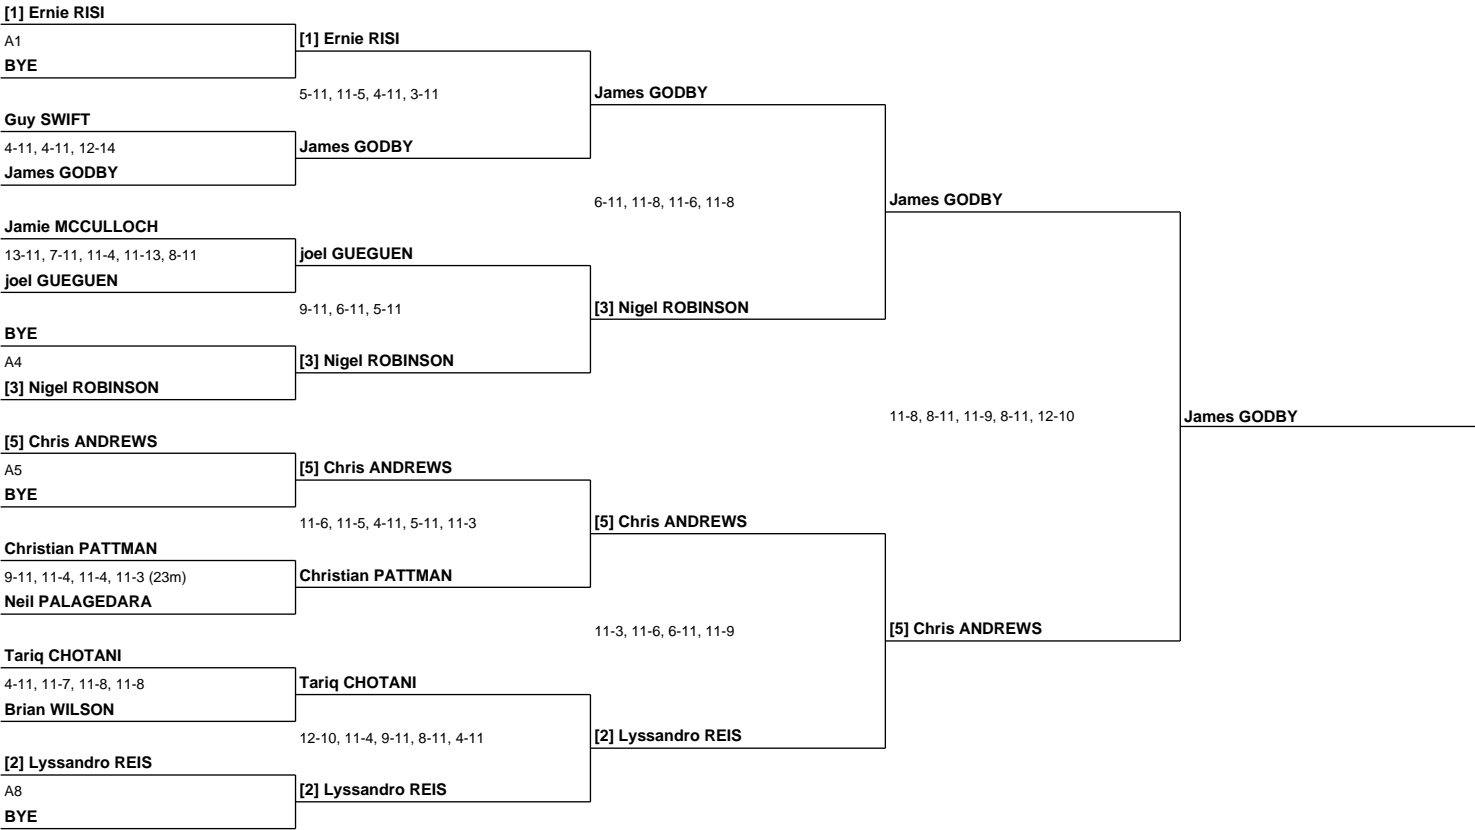 [1] Ernie RISI
A1
BYE
[1] Ernie RISI
5-11, 11-5, 4-11, 3-11
Guy SWIFT
4-11, 4-11, 12-14
James GODBY
James GODBY
James GODBY
6-11, 11-8, 11-6, 11-8
Jamie MCCULLOCH
13-11, 7-11, 11-4, 11-13, 8-11
joel GUEGUEN
joel GUEGUEN
9-11, 6-11, 5-11
BYE
A4
[3] Nigel ROBINSON
[3] Nigel ROBINSON
[3] Nigel ROBINSON
James GODBY
11-8, 8-11, 11-9, 8-11, 12-10
James GODBY
[5] Chris ANDREWS
A5
BYE
[5] Chris ANDREWS
11-6, 11-5, 4-11, 5-11, 11-3
Christian PATTMAN
9-11, 11-4, 11-4, 11-3 (23m)
Neil PALAGEDARA
Christian PATTMAN
[5] Chris ANDREWS
11-3, 11-6, 6-11, 11-9
[5] Chris ANDREWS
Tariq CHOTANI
4-11, 11-7, 11-8, 11-8
Brian WILSON
Tariq CHOTANI
12-10, 11-4, 9-11, 8-11, 4-11
[2] Lyssandro REIS
[2] Lyssandro REIS
A8
BYE
[2] Lyssandro REIS